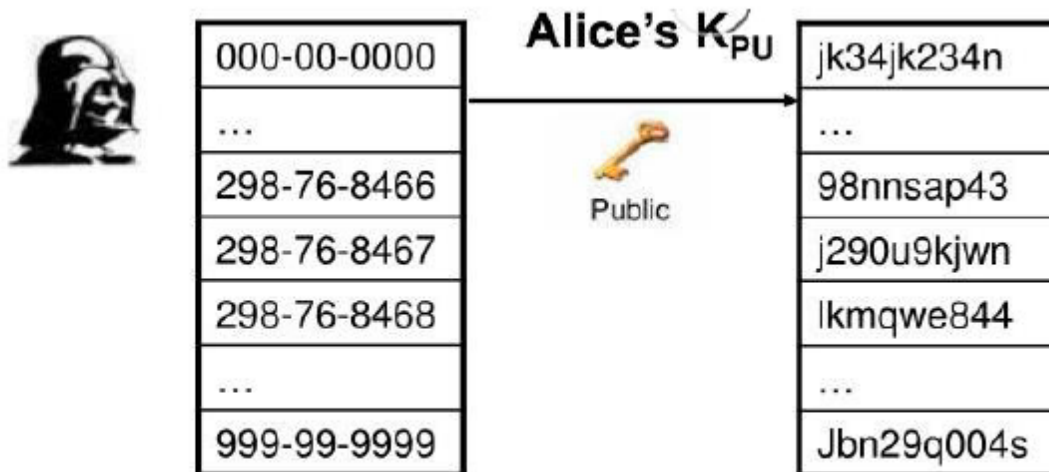 Alice's KPU
000-00-0000
...
298-76-8466
298-76-8467
298-76-8468
...
999-99-9999
Public
jk34jk234n
...
98nnsap43
j290u9kjwn
lkmqwe844
...
Jbn29q004s